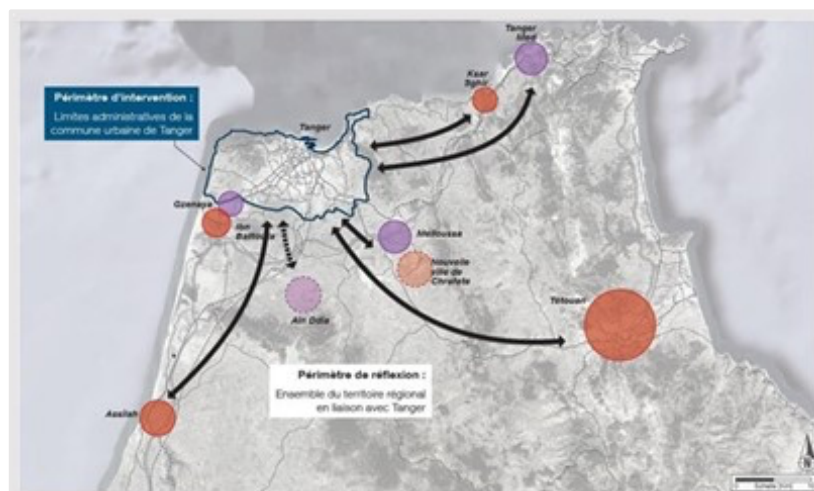 Tanger
Med
Ksar
Sghir
Périmètre d'intervention :
Limites administratives de la
commune urbaine de Tanger
Tanger
Gzenaya
Ibn
Melloussa
Nouvelle
ville de
Chrafate
Aïn Dalia
Tétouan
Périmètre de réflexion :
Ensemble du territoire régional
en liaison avec Tanger
Assilah
N